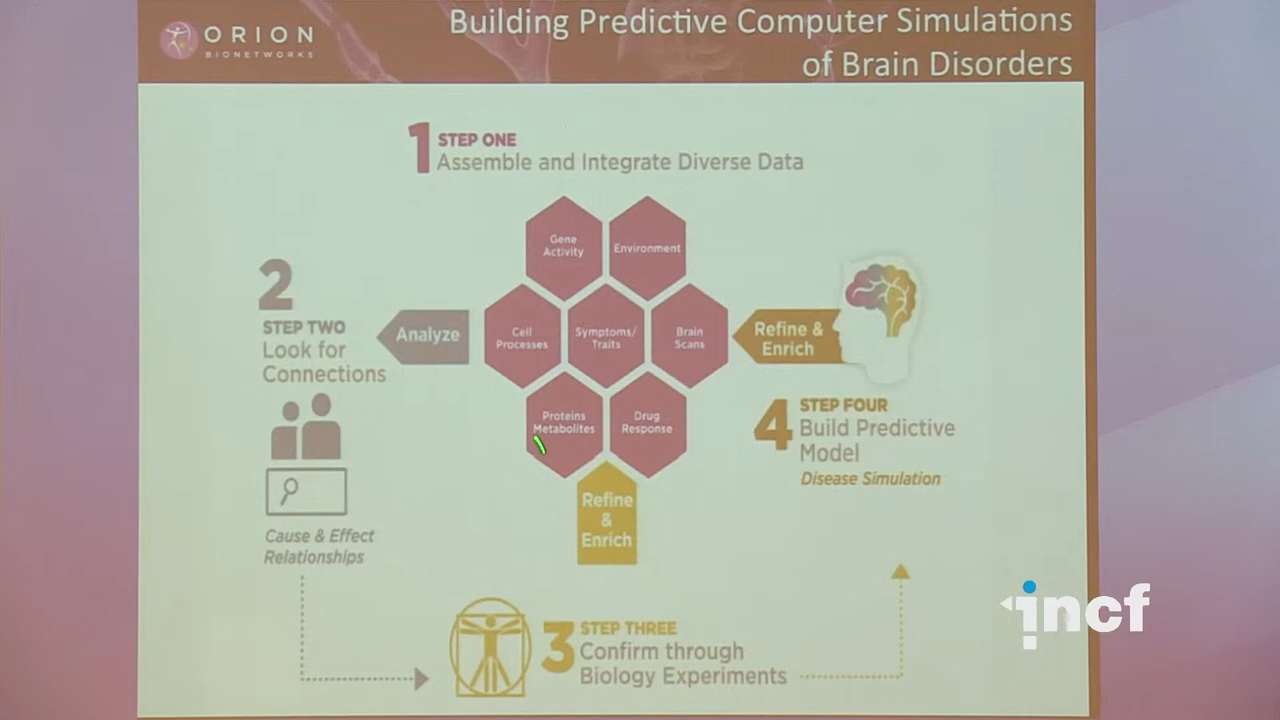 ORION
BIONETWORKS
Building Predictive Computer Simulations
of Brain Disorders
1 STEP ONE
Assemble and Integrate Diverse Data
Gene
Activity
Environment
2
STEP TWO
Look for
Connections
Analyze
Cell
Processes
Symptoms/
Traits
Brain
Scans
Refine &
Enrich
Proteins
Metabolites
Drug
Response
4 STEP FOUR
Build Predictive
Model
Disease Simulation
Refine
&
Enrich
Cause & Effect
Relationships
3 STEP THREE
Confirm through
Biology Experiments
incf